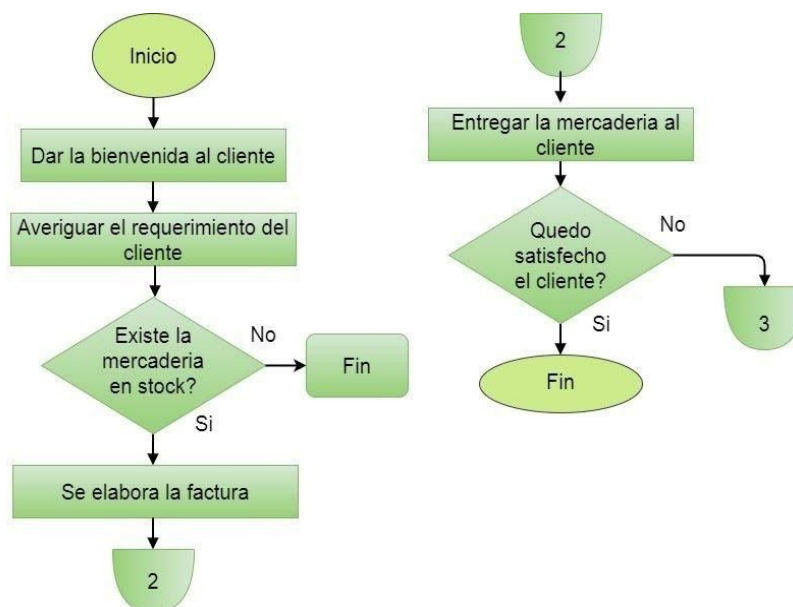 Inicio
Dar la bienvenida al cliente
Averiguar el requerimiento del
cliente
Existe la
mercaderia
en stock?
No
Fin
Si
Se elabora la factura
2
2
Entregar la mercaderia al
cliente
Quedo
satisfecho
el cliente?
No
3
Si
Fin